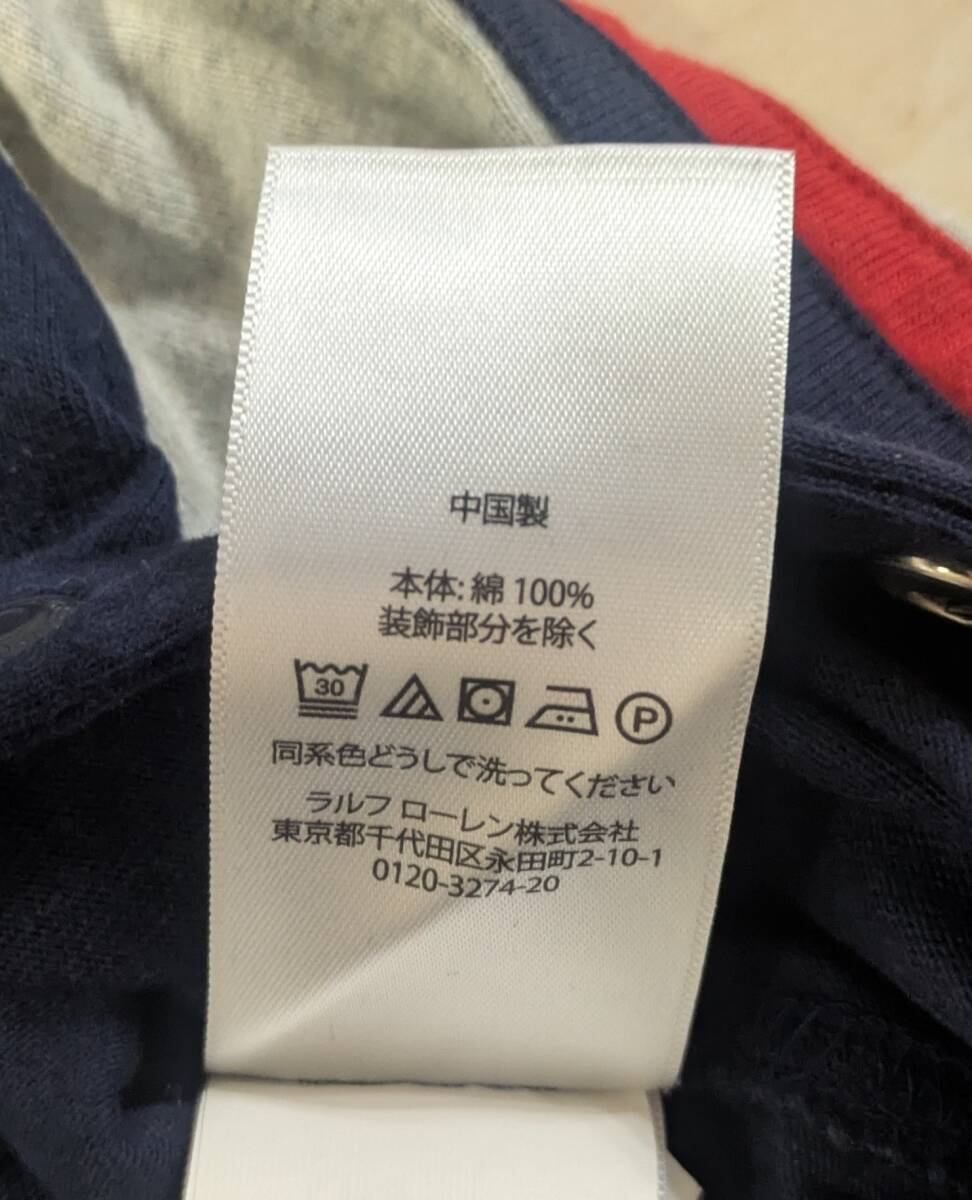 中国製
本体: 綿 100%
装飾部分を除く
30 P
同系色どうしで洗ってください
ラルフ ローレン株式会社
東京都千代田区永田町2-10-1
0120-3274-20